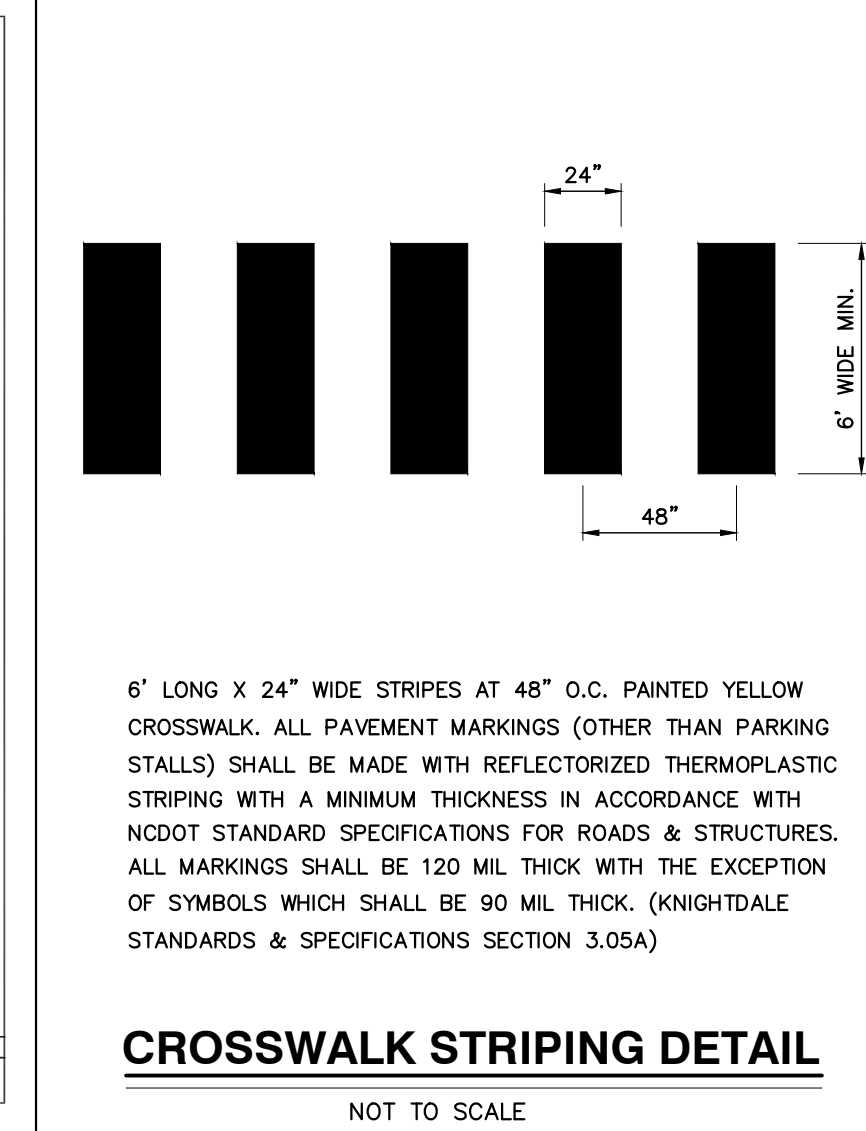 24”
6’ WIDE MIN.
48”
6’ LONG X 24” WIDE STRIPES AT 48” O.C. PAINTED YELLOW
CROSSWALK. ALL PAVEMENT MARKINGS (OTHER THAN PARKING
STALLS) SHALL BE MADE WITH REFLECTORIZED THERMOPLASTIC
STRIPING WITH A MINIMUM THICKNESS IN ACCORDANCE WITH
NCDOT STANDARD SPECIFICATIONS FOR ROADS & STRUCTURES.
ALL MARKINGS SHALL BE 120 MIL THICK WITH THE EXCEPTION
OF SYMBOLS WHICH SHALL BE 90 MIL THICK. (KNIGHTDALE
STANDARDS & SPECIFICATIONS SECTION 3.05A)
CROSSWALK STRIPING DETAIL
NOT TO SCALE